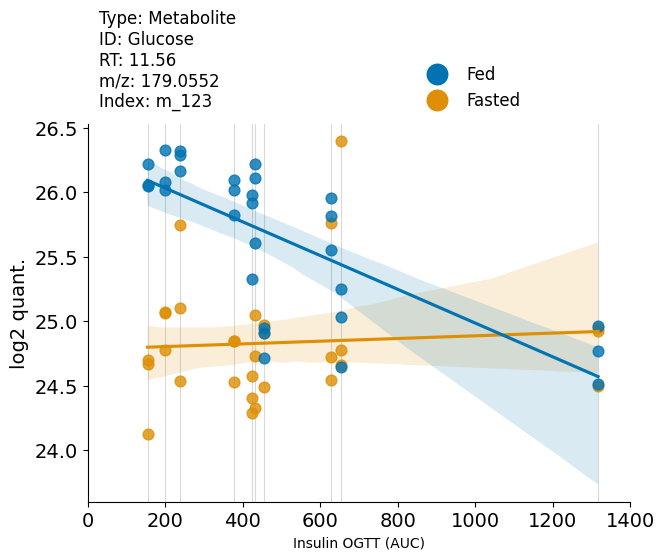 Type: Metabolite
ID: Glucose
RT: 11.56
m/z: 179.0552
Index: m_123
Fed
Fasted
26.5
26.0
25.5
25.0
24.5
24.0
log2 quant.
0
200
400
600
800
1000
1200
1400
Insulin OGTT (AUC)